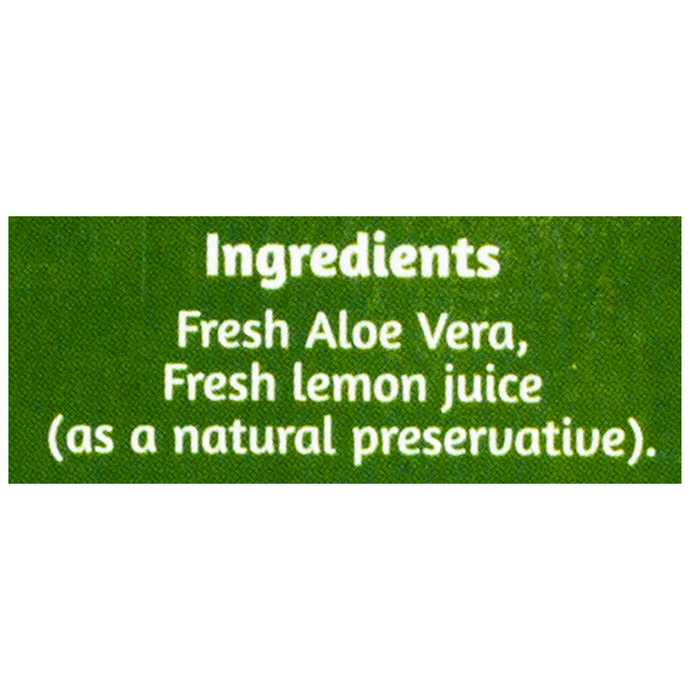 Ingredients
Fresh Aloe Vera,
Fresh lemon juice
(as a natural preservative).